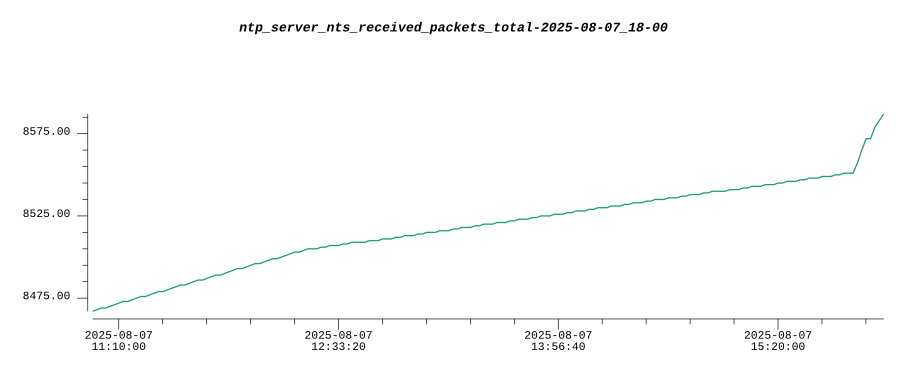 ntp_server_nts_received_packets_total-2025-08-07_18-00
8575.00
8525.00
8475.00
2025-08-07 2025-08-07 2025-08-07 2025-08-07
11:10:00 12:33:20 13:56:40 15:20:00